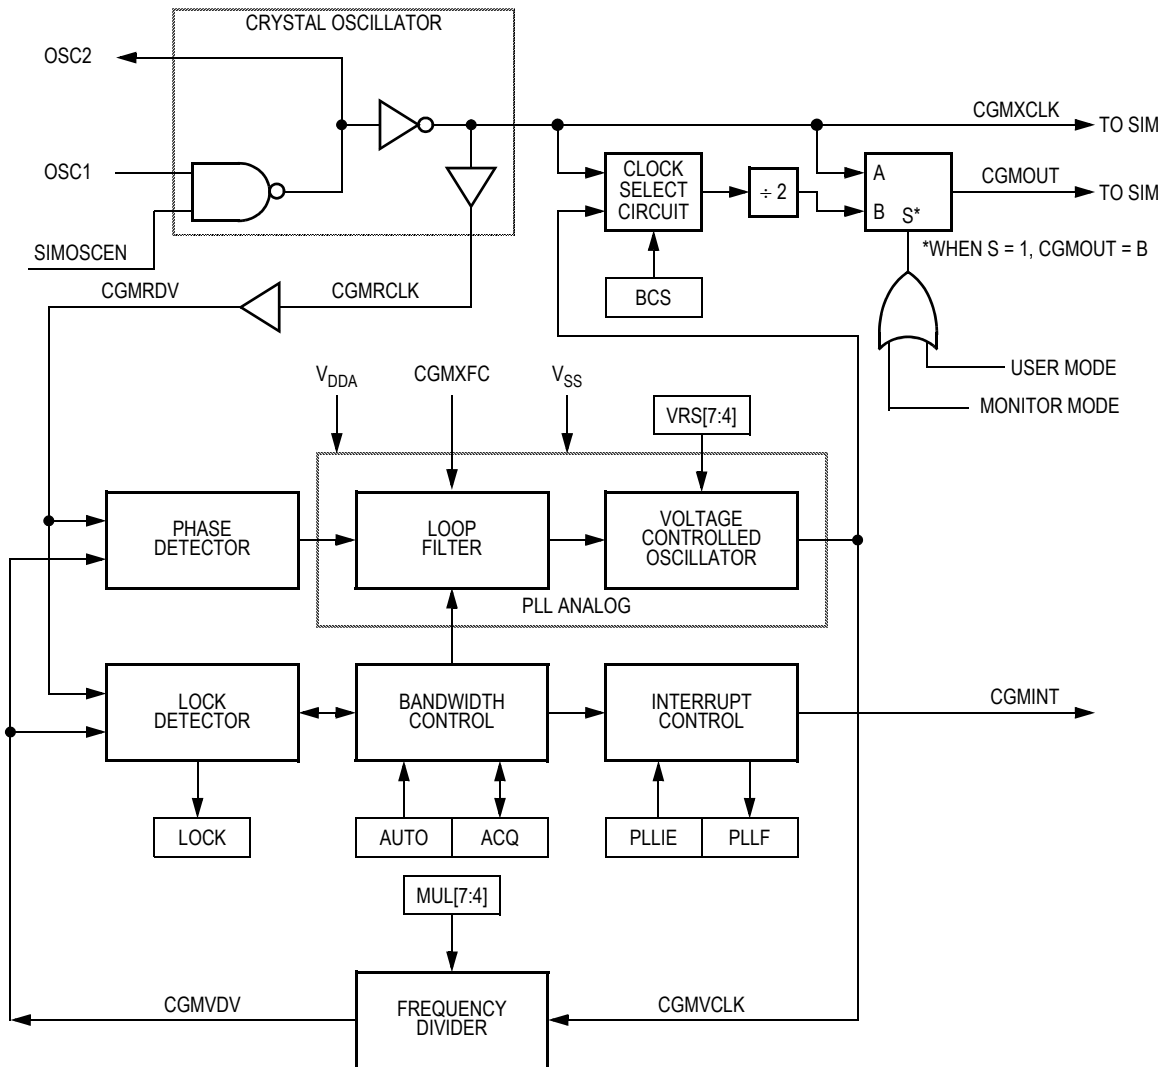 CRYSTAL OSCILLATOR
OSC2
CGMXCLK
TO SIM
OSC1
CLOCK
SELECT
CIRCUIT
÷ 2
A
B
S*
CGMOUT
TO SIM
*WHEN S = 1, CGMOUT = B
SIMOSCEN
CGMRDV
CGMRCLK
BCS
USER MODE
MONITOR MODE
VDDA
CGMXFC
VSS
VRS[7:4]
PHASE
DETECTOR
LOOP
FILTER
VOLTAGE
CONTROLLED
OSCILLATOR
PLL ANALOG
LOCK
DETECTOR
BANDWIDTH
CONTROL
INTERRUPT
CONTROL
CGMINT
LOCK
AUTO
ACQ
PLLIE
PLLF
MUL[7:4]
CGMVDV
FREQUENCY
DIVIDER
CGMVCLK